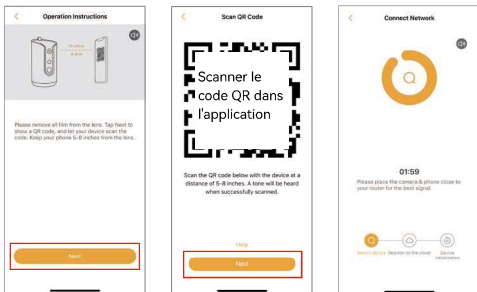 Operation Instructions
Please remove all film from the lens. Tap Next to
show a QR code, and let your device scan the
code. Keep your phone 5-8 inches from the lens.
Next
Scan QR Code
Scanner le
code QR dans
l'application
Scan the QR code below with the device at a
distance of 5-8 inches. A tone will be heard
when successfully scanned.
Help
Next
Connect Network
01:59
Please place the camera & phone close to
your router for the best signal.
Search device Register to the cloud Device
initialization